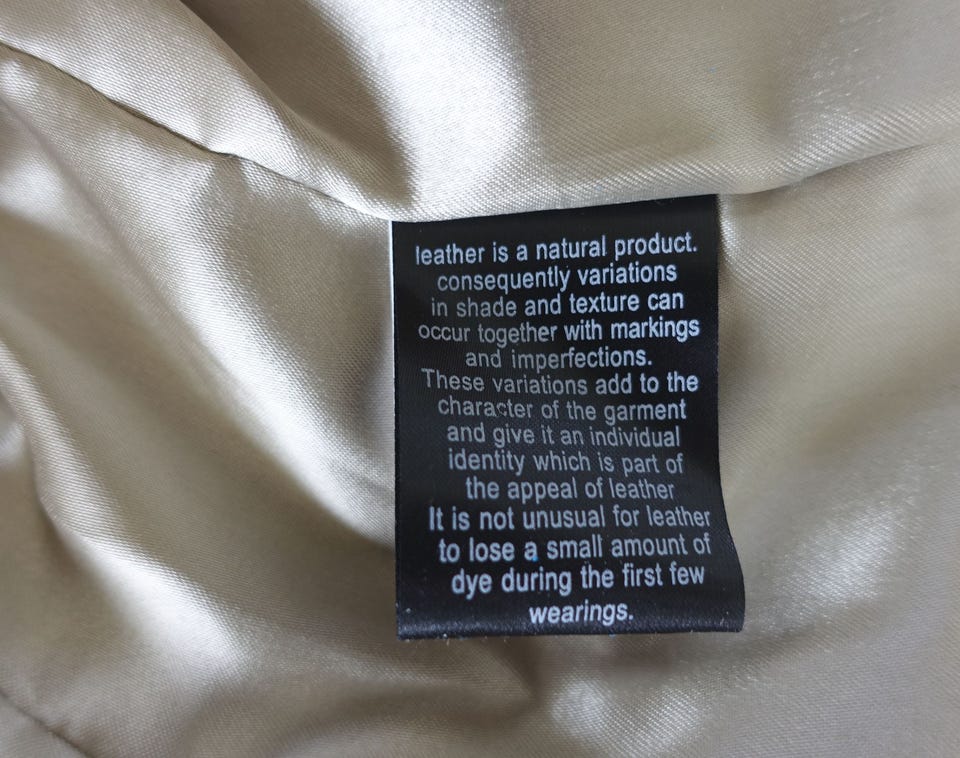 leather is a natural product.
consequently variations
in shade and texture can
occur together with markings
and imperfections.
These variations add to the
character of the garment
and give it an individual
identity which is part of
the appeal of leather
It is not unusual for leather
to lose a small amount of
dye during the first few
wearings.